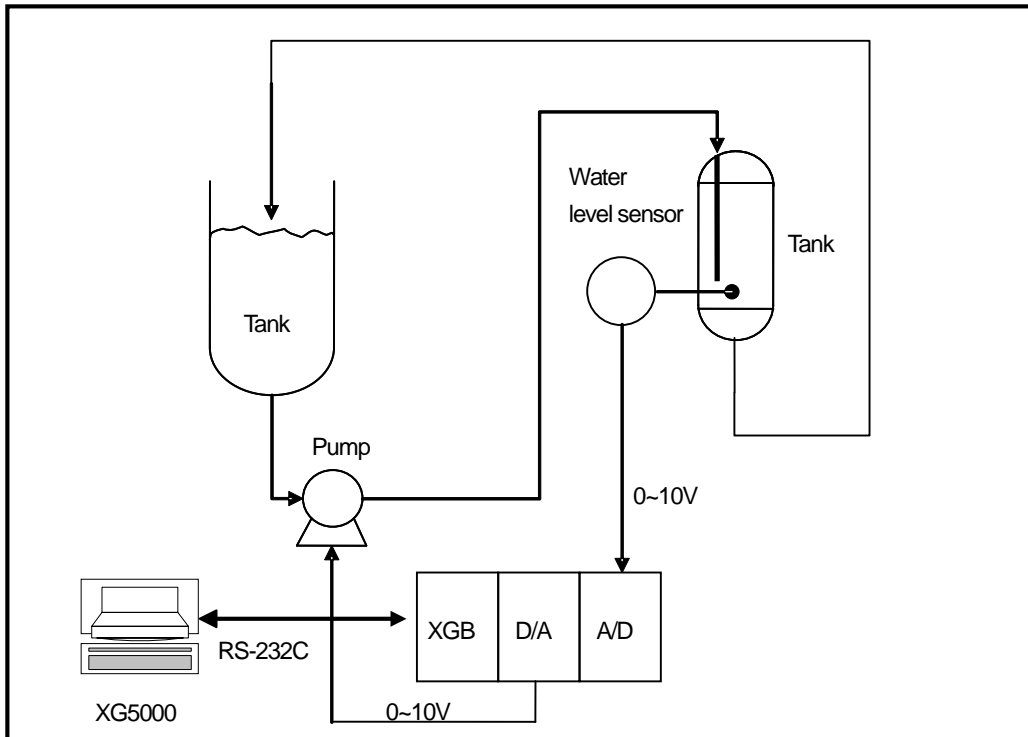 Water
level sensor
Tank
Tank
Pump
0~10V
XGB
D/A
A/D
RS-232C
XG5000
0~10V